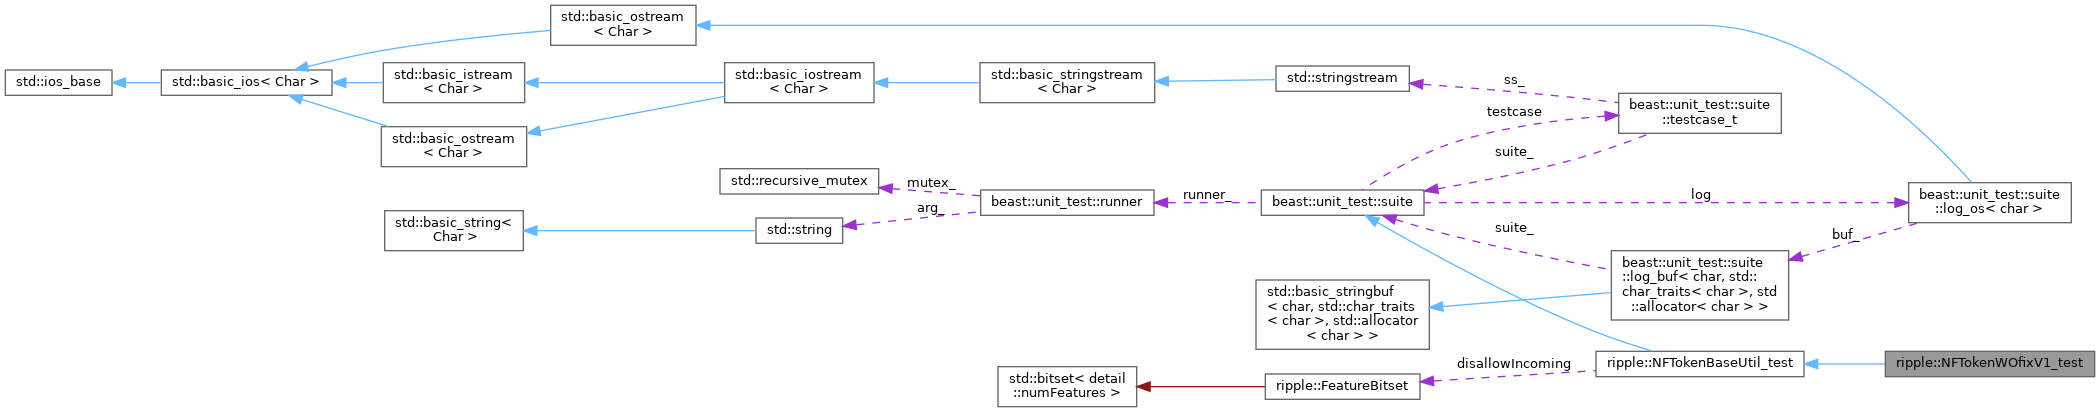 std::basic_ostream
< Char >
std::ios_base
std::basic_ios< Char >
std::basic_istream
< Char >
std::basic_iostream
< Char >
std::basic_stringstream
< Char >
std::stringstream
ss_
beast::unit_test::suite
::testcase_t
testcase
std::basic_ostream
< Char >
suite_
std::recursive_mutex
mutex_
beast::unit_test::runner
runner_
beast::unit_test::suite
log
beast::unit_test::suite
::log_os< char >
arg_
std::basic_string<
Char >
std::string
suite_
buf_
beast::unit_test::suite
::log_buf< char, std::
char_traits< char >, std
::allocator< char > >
std::basic_stringbuf
< char, std::char_traits
< char >, std::allocator
< char > >
disallowIncoming
ripple::NFTokenBaseUtil_test
ripple::NFTokenWOfixV1_test
std::bitset< detail
::numFeatures >
ripple::FeatureBitset